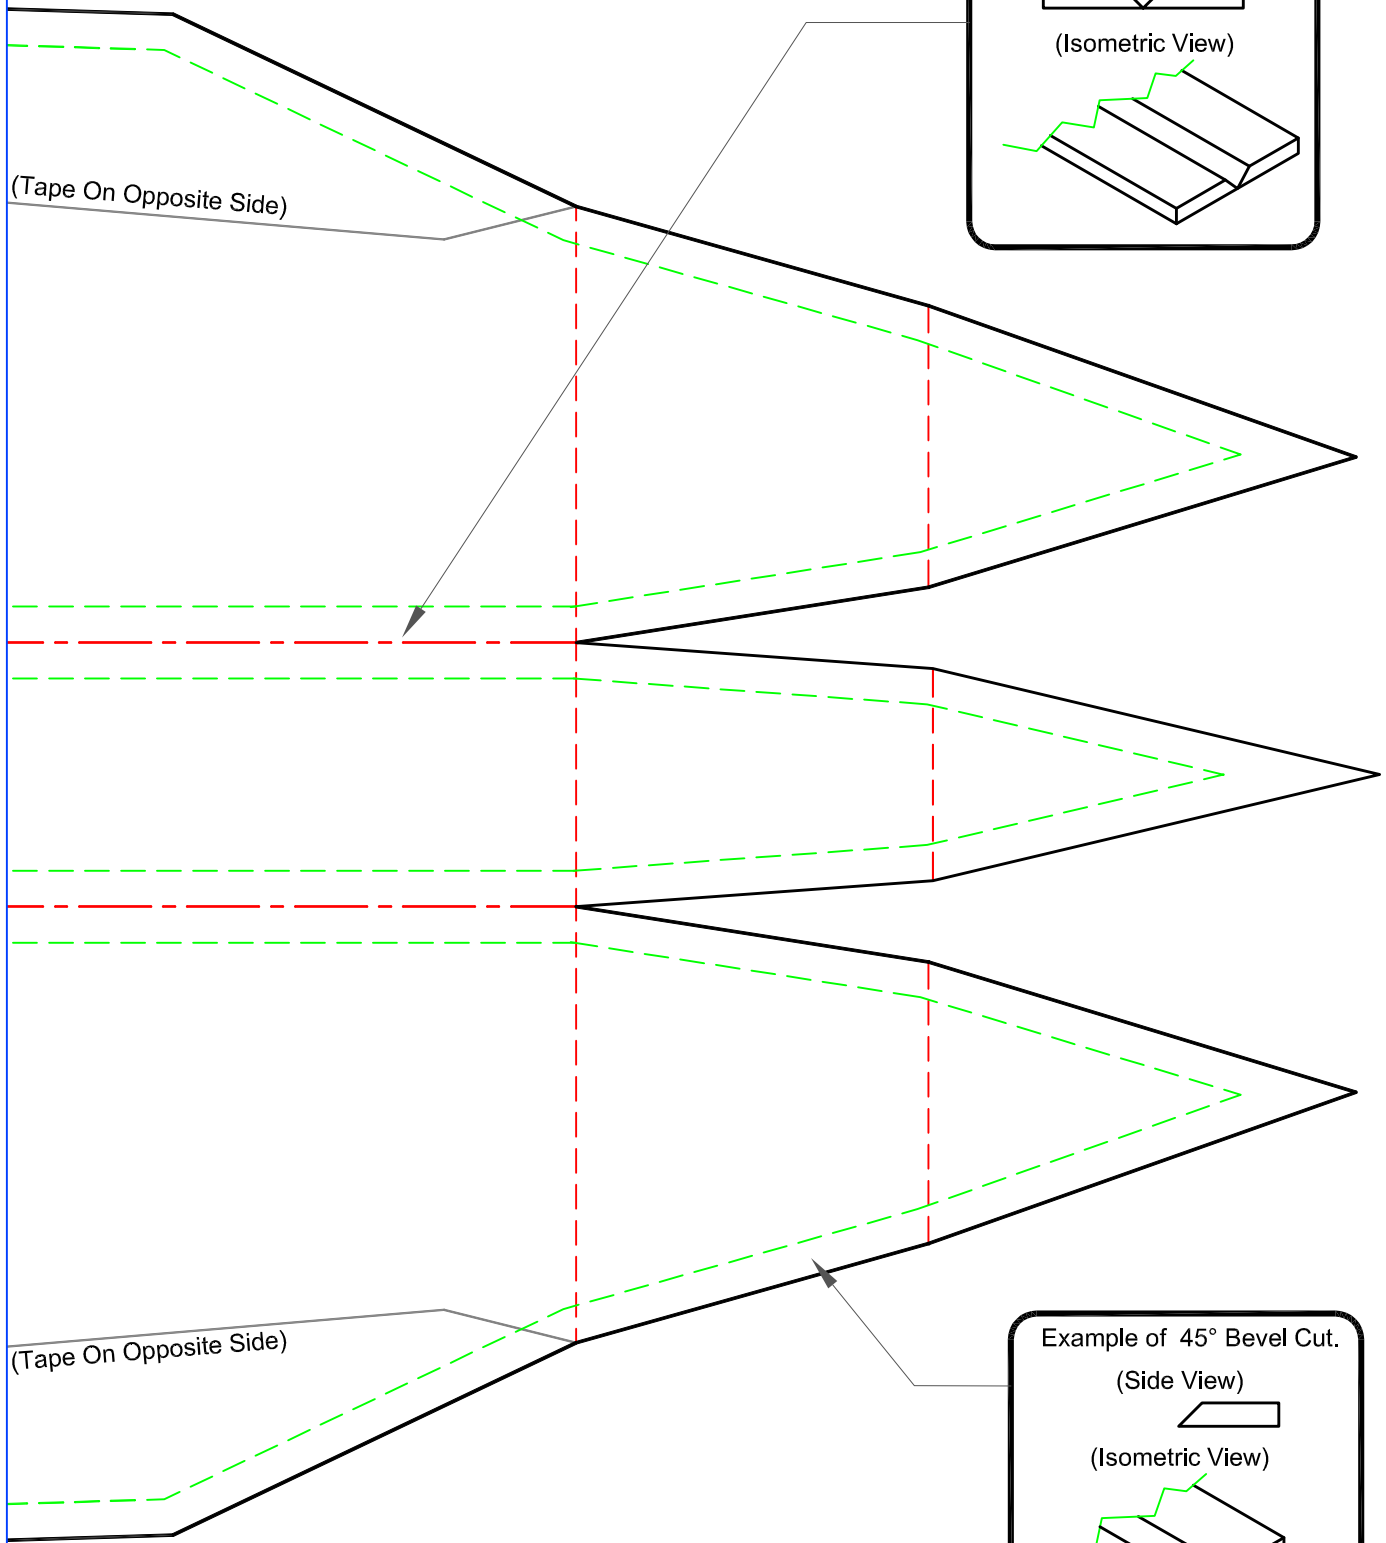 (Isometric View)
(Tape On Opposite Side)
(Tape On Opposite Side)
Example of 45° Bevel Cut.
(Side View)
(Isometric View)